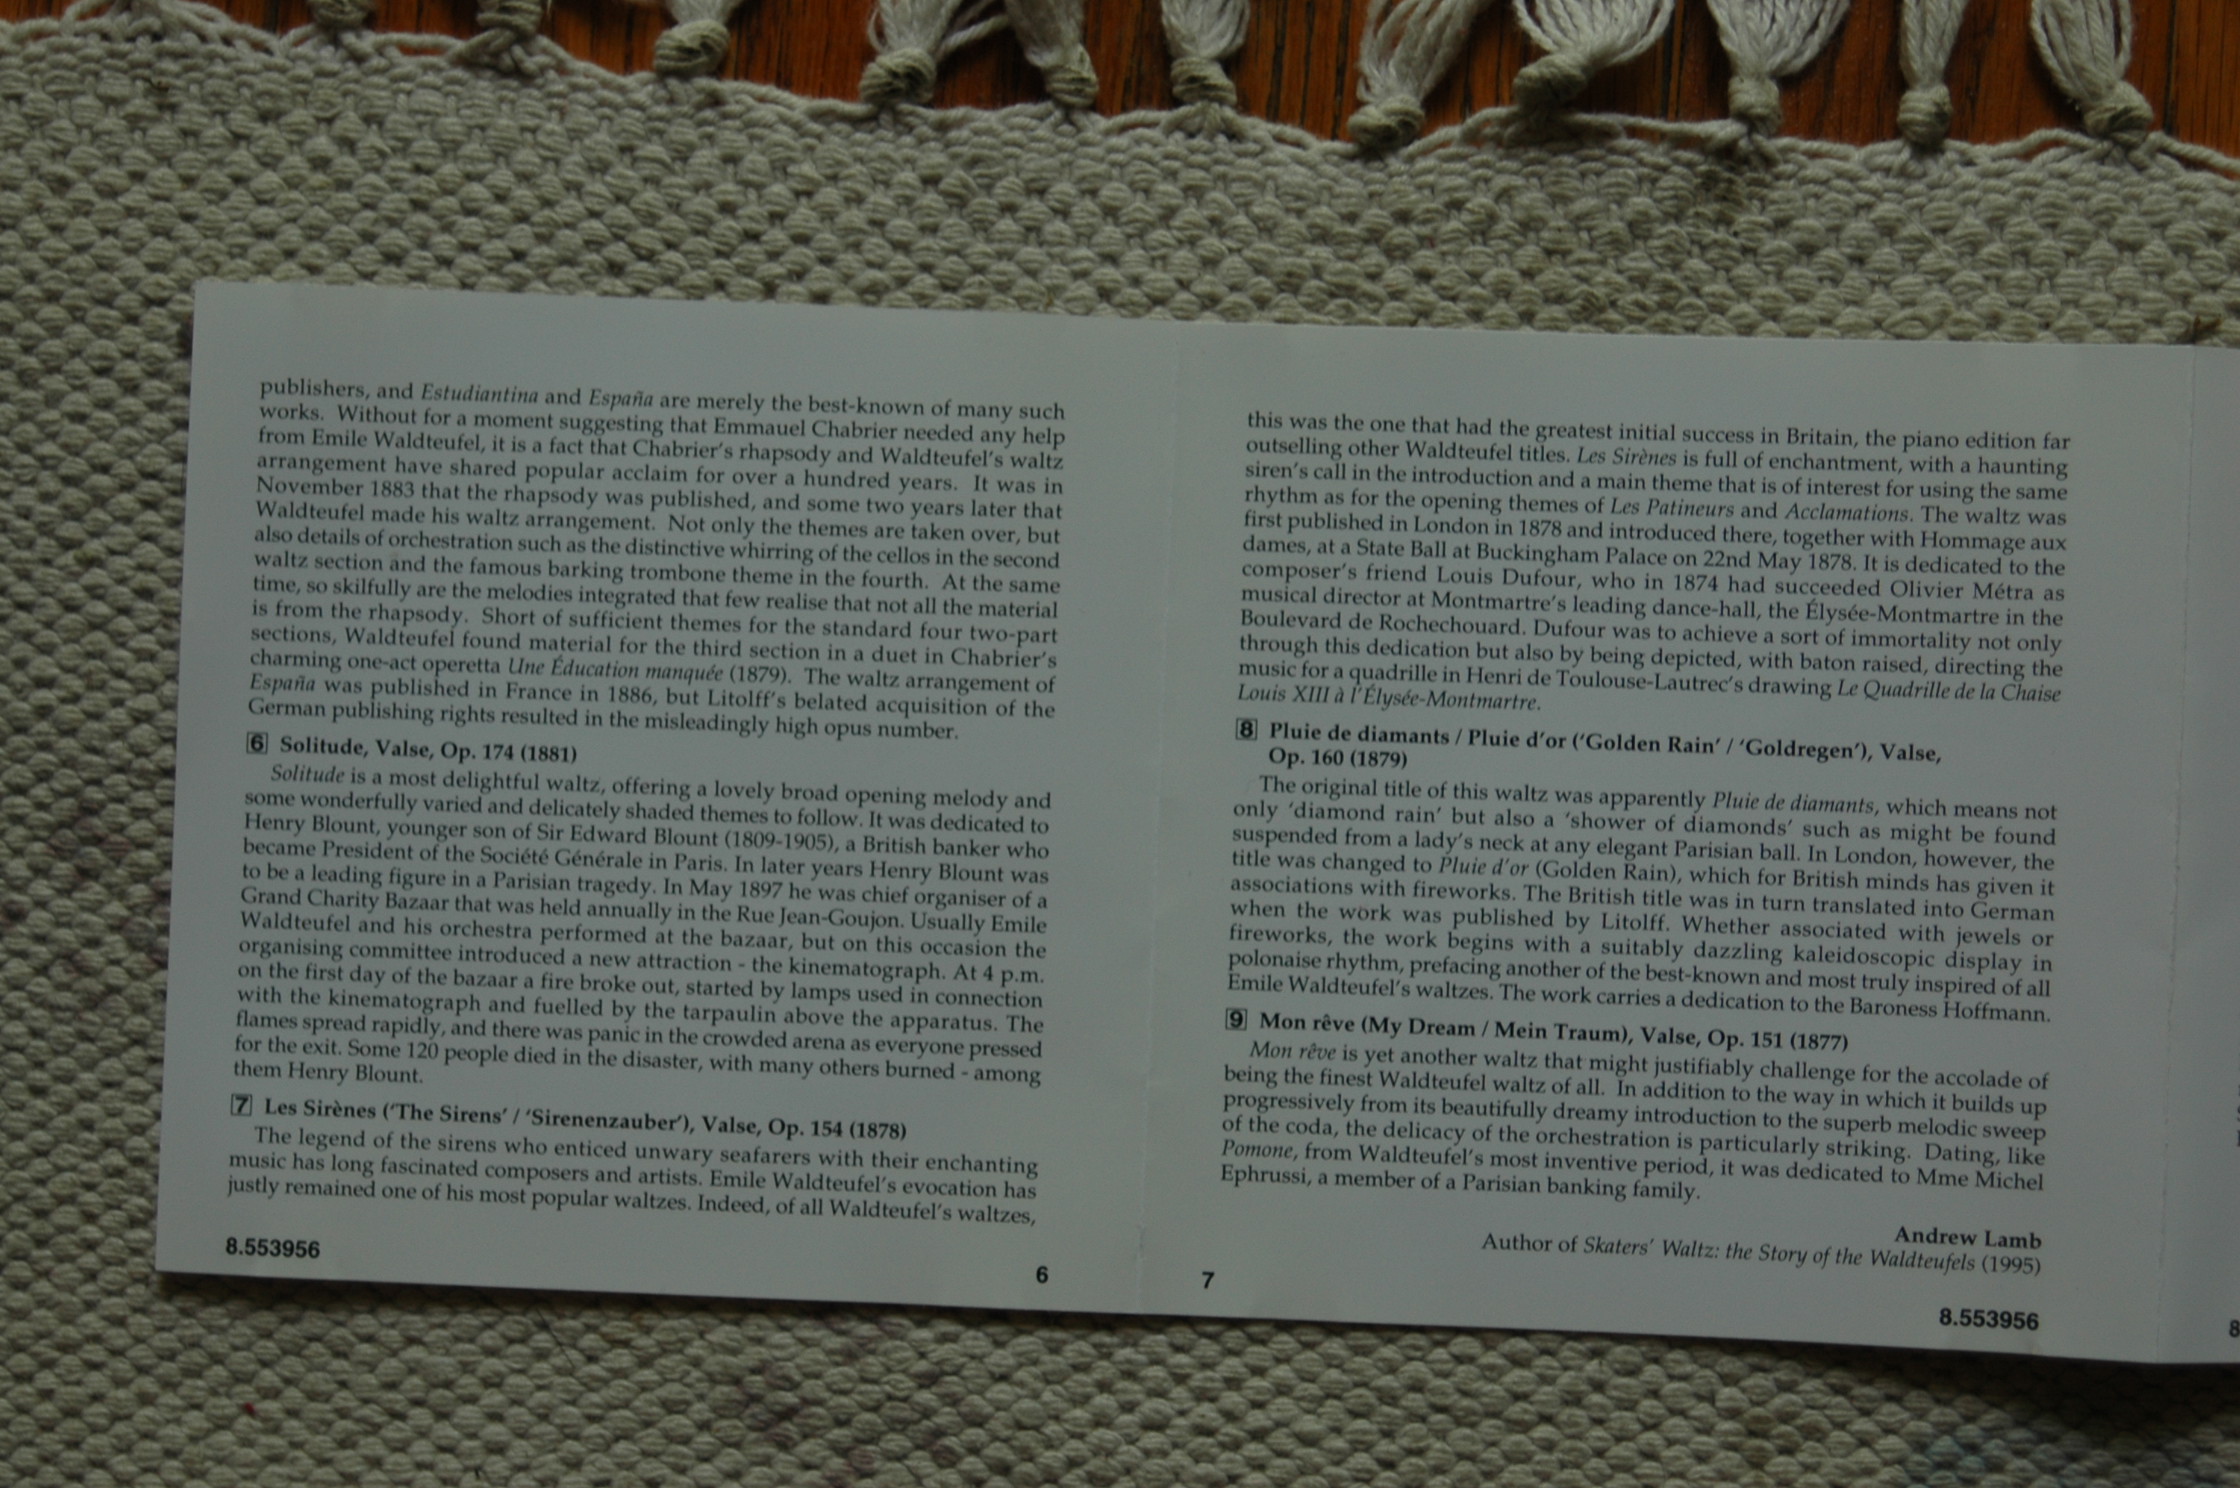 publishers, and Estudiantina and España are merely the best-known of many such
works. Without for a moment suggesting that Emmauel Chabrier needed any help
from Emile Waldteufel, it is a fact that Chabrier's rhapsody and Waldteufel's waltz
arrangement have shared popular acclaim for over a hundred years. It was in
November 1883 that the rhapsody was published, and some two years later that
Waldteufel made his waltz arrangement. Not only the themes are taken over, but
also details of orchestration such as the distinctive whirring of the cellos in the second
waltz section and the famous barking trombone theme in the fourth. At the same
time, so skilfully are the melodies integrated that few realise that not all the material
is from the rhapsody. Short of sufficient themes for the standard four two-part
sections, Waldteufel found material for the third section in a duet in Chabrier's
charming one-act operetta Une Éducation manquée (1879). The waltz arrangement of
España was published in France in 1886, but Litolff's belated acquisition of the
German publishing rights resulted in the misleadingly high opus number.
6 Solitude, Valse, Op. 174 (1881)
Solitude is a most delightful waltz, offering a lovely broad opening melody and
some wonderfully varied and delicately shaded themes to follow. It was dedicated to
Henry Blount, younger son of Sir Edward Blount (1809-1905), a British banker who
became President of the Société Générale in Paris. In later years Henry Blount was
to be a leading figure in a Parisian tragedy. In May 1897 he was chief organiser of a
Grand Charity Bazaar that was held annually in the Rue Jean-Goujon. Usually Emile
Waldteufel and his orchestra performed at the bazaar, but on this occasion the
organising committee introduced a new attraction - the kinematograph. At 4 p.m.
on the first day of the bazaar a fire broke out, started by lamps used in connection
with the kinematograph and fuelled by the tarpaulin above the apparatus. The
flames spread rapidly, and there was panic in the crowded arena as everyone pressed
for the exit. Some 120 people died in the disaster, with many others burned - among
them Henry Blount.
7 Les Sirènes ('The Sirens' / 'Sirenenzauber'), Valse, Op. 154 (1878)
The legend of the sirens who enticed unwary seafarers with their enchanting
music has long fascinated composers and artists. Emile Waldteufel's evocation has
justly remained one of his most popular waltzes. Indeed, of all Waldteufel's waltzes,
8.553956
6
this was the one that had the greatest initial success in Britain, the piano edition far
outselling other Waldteufel titles. Les Sirènes is full of enchantment, with a haunting
siren's call in the introduction and a main theme that is of interest for using the same
rhythm as for the opening themes of Les Patineurs and Acclamations. The waltz was
first published in London in 1878 and introduced there, together with Hommage aux
dames, at a State Ball at Buckingham Palace on 22nd May 1878. It is dedicated to the
composer's friend Louis Dufour, who in 1874 had succeeded Olivier Métra as
musical director at Montmartre's leading dance-hall, the Élysée-Montmartre in the
Boulevard de Rochechouard. Dufour was to achieve a sort of immortality not only
through this dedication but also by being depicted, with baton raised, directing the
music for a quadrille in Henri de Toulouse-Lautrec's drawing Le Quadrille de la Chaise
Louis XIII à l'Élysée-Montmartre.
8 Pluie de diamants / Pluie d'or ('Golden Rain' / 'Goldregen'), Valse,
Op. 160 (1879)
The original title of this waltz was apparently Pluie de diamants, which means not
only 'diamond rain' but also a 'shower of diamonds' such as might be found
suspended from a lady's neck at any elegant Parisian ball. In London, however, the
title was changed to Pluie d'or (Golden Rain), which for British minds has given it
associations with fireworks. The British title was in turn translated into German
when the work was published by Litolff. Whether associated with jewels or
fireworks, the work begins with a suitably dazzling kaleidoscopic display in
polonaise rhythm, prefacing another of the best-known and most truly inspired of all
Emile Waldteufel's waltzes. The work carries a dedication to the Baroness Hoffmann.
9 Mon rêve (My Dream / Mein Traum), Valse, Op. 151 (1877)
Mon rêve is yet another waltz that might justifiably challenge for the accolade of
being the finest Waldteufel waltz of all. In addition to the way in which it builds up
progressively from its beautifully dreamy introduction to the superb melodic sweep
of the coda, the delicacy of the orchestration is particularly striking. Dating, like
Pomone, from Waldteufel's most inventive period, it was dedicated to Mme Michel
Ephrussi, a member of a Parisian banking family.
Andrew Lamb
Author of Skaters' Waltz: the Story of the Waldteufels (1995)
7
8.553956